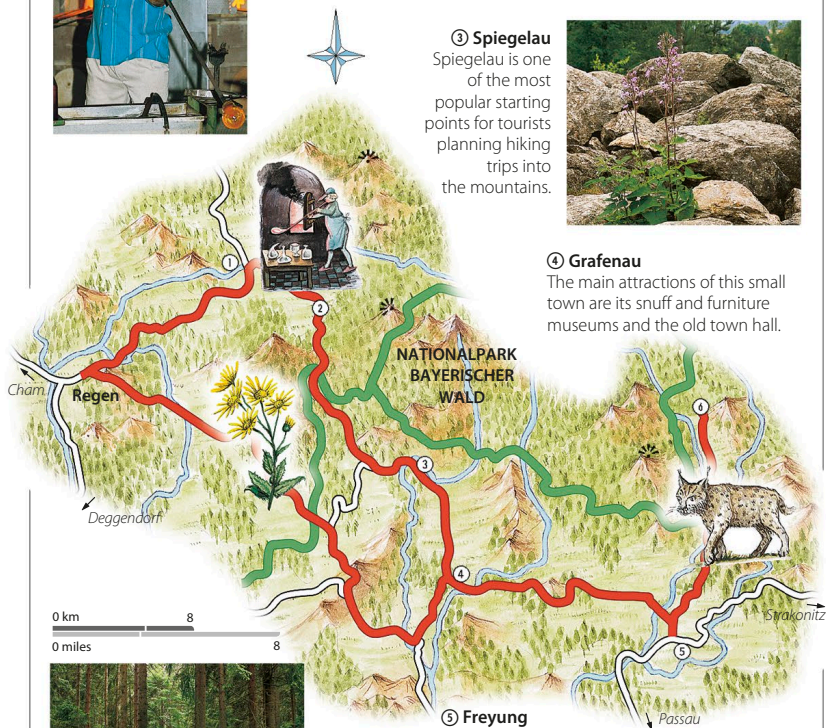 ③ Spiegelau
Spiegelau is one
of the most
popular starting
points for tourists
planning hiking
trips into
the mountains.
④ Grafenau
The main attractions of this small
town are its snuff and furniture
museums and the old town hall.
1
2
NATIONALPARK
BAYERISCHER
WALD
Cham
Regen
6
3
Deggendorf
4
0 km 8
0 miles 8
Strakonitz
5
⑤ Freyung
Passau